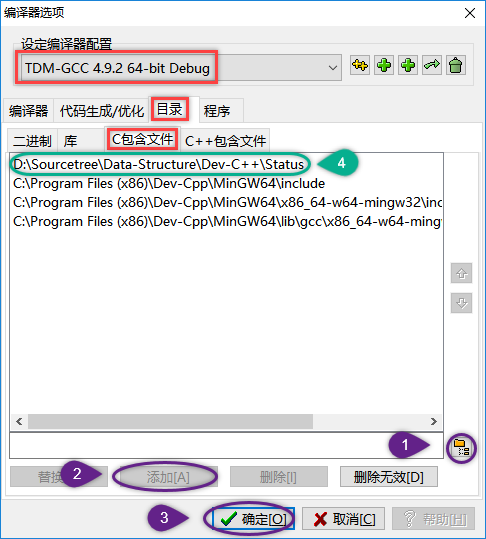 编译器选项
设定编译器配置
TDM-GCC 4.9.2 64-bit Debug
编译器 代码生成/优化 目录 程序
二进制 库 C包含文件 C++包含文件
D:\Sourcetree\Data-Structure\Dev-C++\Status 4
C:\Program Files (x86)\Dev-Cpp\MinGW64\include
C:\Program Files (x86)\Dev-Cpp\MinGW64\x86_64-w64-mingw32\inc
C:\Program Files (x86)\Dev-Cpp\MinGW64\lib\gcc\x86_64-w64-ming
1
替换 2 添加[A] 删除[I] 删除无效[D]
3 确定[O] 取消[C] 帮助[H]